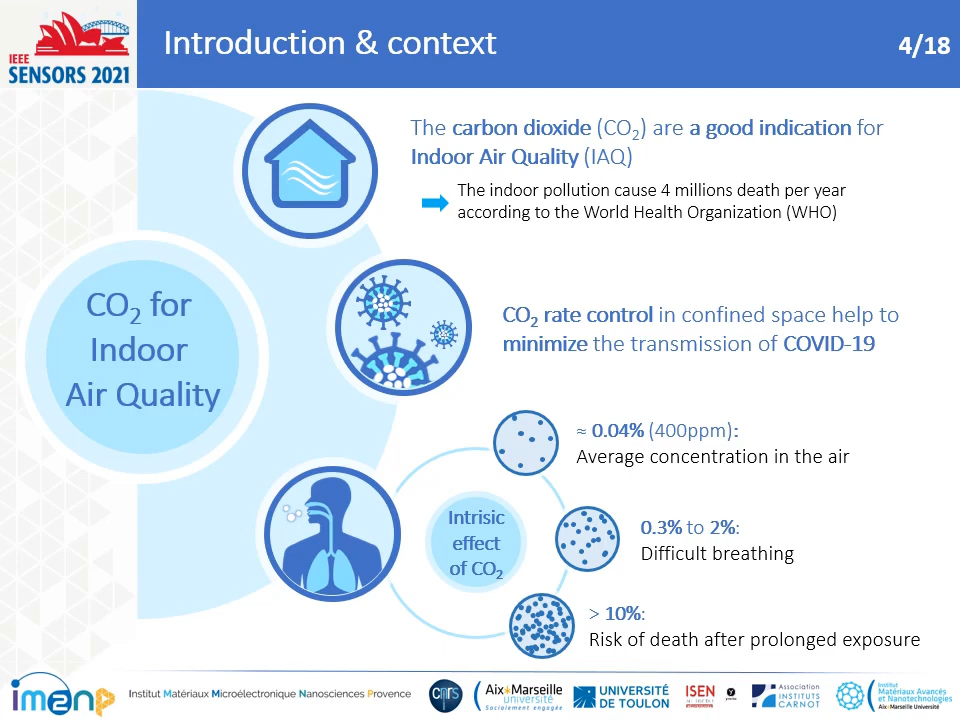 IEEE
SENSORS 2021
Introduction & context
4/18
The carbon dioxide (CO₂) are a good indication for
Indoor Air Quality (IAQ)
The indoor pollution cause 4 millions death per year
according to the World Health Organization (WHO)
CO₂ for
Indoor
Air Quality
CO₂ rate control in confined space help to
minimize the transmission of COVID-19
≈ 0.04% (400ppm):
Average concentration in the air
Intrisic
effect
of CO₂
0.3% to 2%:
Difficult breathing
> 10%:
Risk of death after prolonged exposure
im2np
Institut Matériaux Microélectronique Nanosciences Provence
cnrs
Aix*Marseille
université
Socialement engagée
UNIVERSITÉ
DE TOULON
ISEN
Association
INSTITUTS
CARNOT
Institut
Matériaux Avancés
et Nanotechnologies
Aix*Marseille Université